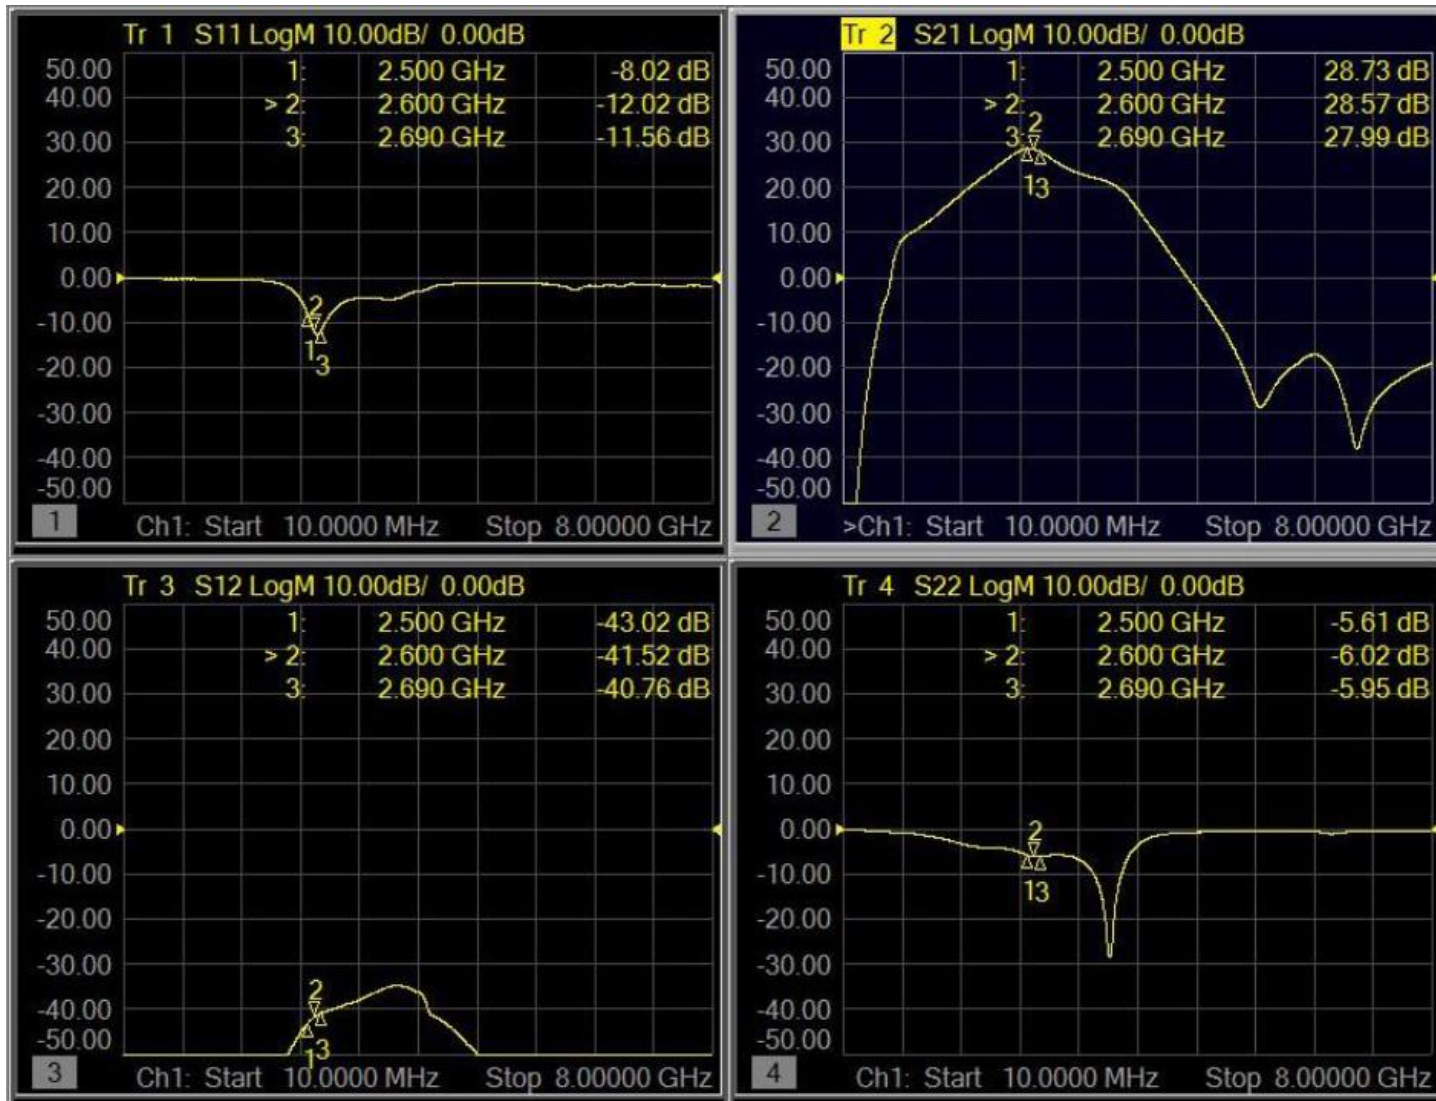 Tr 1 S11 LogM 10.00dB/ 0.00dB
50.00
40.00
30.00
20.00
10.00
0.00
-10.00
-20.00
-30.00
-40.00
-50.00
1: 2.500 GHz -8.02 dB
> 2: 2.600 GHz -12.02 dB
3: 2.690 GHz -11.56 dB
2
1
3
1
Ch1: Start 10.0000 MHz Stop 8.00000 GHz
Tr 2 S21 LogM 10.00dB/ 0.00dB
50.00
40.00
30.00
20.00
10.00
0.00
-10.00
-20.00
-30.00
-40.00
-50.00
1: 2.500 GHz 28.73 dB
> 2: 2.600 GHz 28.57 dB
3: 2.690 GHz 27.99 dB
2
13
2
>Ch1: Start 10.0000 MHz Stop 8.00000 GHz
Tr 3 S12 LogM 10.00dB/ 0.00dB
50.00
40.00
30.00
20.00
10.00
0.00
-10.00
-20.00
-30.00
-40.00
-50.00
1: 2.500 GHz -43.02 dB
> 2: 2.600 GHz -41.52 dB
3: 2.690 GHz -40.76 dB
2
13
3
Ch1: Start 10.0000 MHz Stop 8.00000 GHz
Tr 4 S22 LogM 10.00dB/ 0.00dB
50.00
40.00
30.00
20.00
10.00
0.00
-10.00
-20.00
-30.00
-40.00
-50.00
1: 2.500 GHz -5.61 dB
> 2: 2.600 GHz -6.02 dB
3: 2.690 GHz -5.95 dB
2
13
4
Ch1: Start 10.0000 MHz Stop 8.00000 GHz